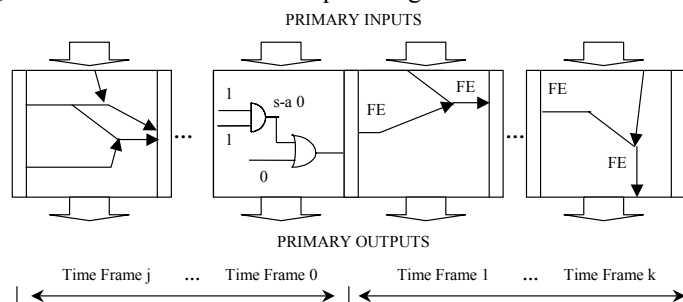 PRIMARY INPUTS
1
1
s-a 0
0
FE
FE
FE
FE
...
...
PRIMARY OUTPUTS
Time Frame j ... Time Frame 0
Time Frame 1 ... Time Frame k